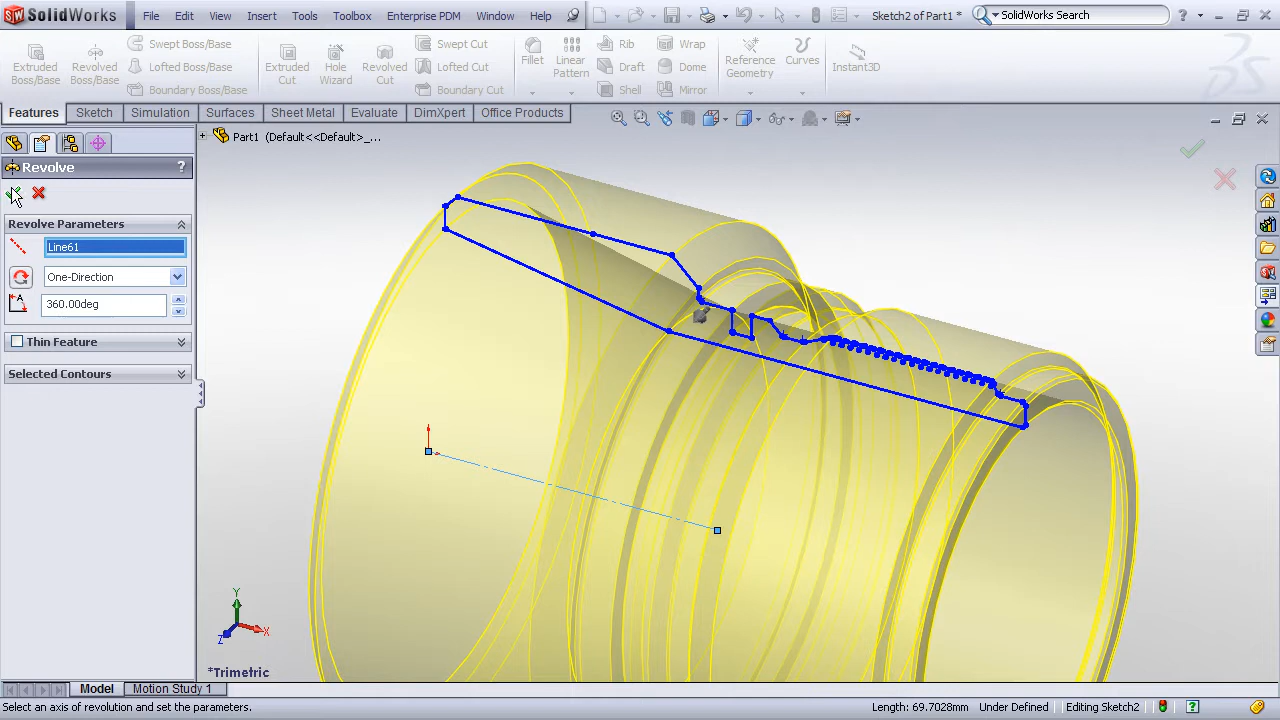 SolidWorks File Edit View Insert Tools Toolbox Enterprise PDM Window Help Sketch2 of Part1 * SolidWorks Search
Extruded Boss/Base
Revolved Boss/Base
Swept Boss/Base
Lofted Boss/Base
Boundary Boss/Base
Extruded Cut
Hole Wizard
Revolved Cut
Swept Cut
Lofted Cut
Boundary Cut
Fillet
Linear Pattern
Rib
Draft
Shell
Wrap
Dome
Mirror
Reference Geometry
Curves
Instant3D
Features Sketch Simulation Surfaces Sheet Metal Evaluate DimXpert Office Products
Part1 (Default<<Default>_...
Revolve ?
Revolve Parameters
Line61
One-Direction
360.00deg
Thin Feature
Selected Contours
Y
X
Z
*Trimetric
Model Motion Study 1
Select an axis of revolution and set the parameters. Length: 69.7028mm Under Defined Editing Sketch2